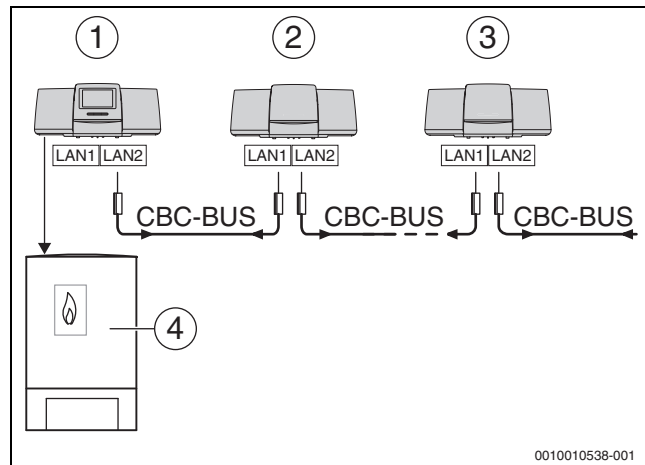 1 2 3
LAN1 LAN2 LAN1 LAN2 LAN1 LAN2
CBC-BUS CBC-BUS CBC-BUS
4
0010010538-001